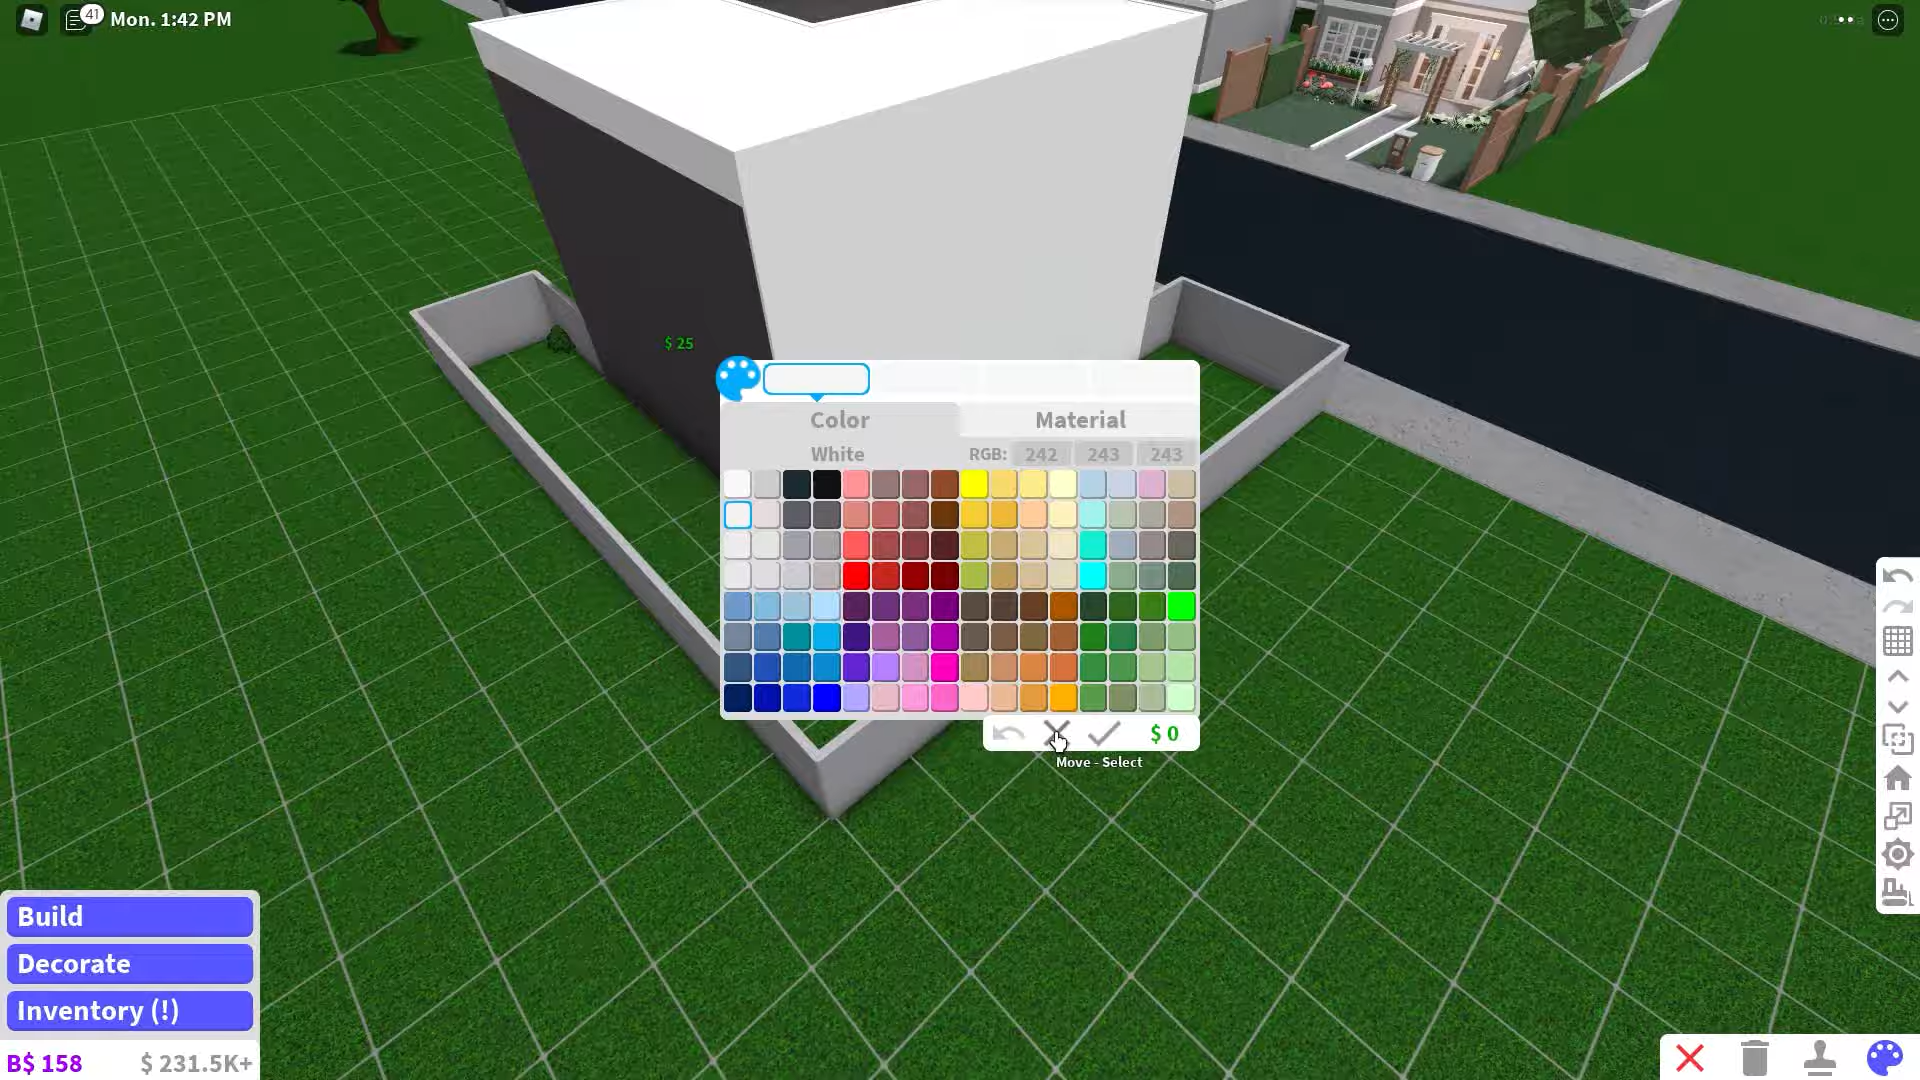 41 Mon. 1:42 PM
$ 25
Color Material
White RGB: 242 243 243
$ 0
Move - Select
Build
Decorate
Inventory (!)
B$ 158 $ 231.5K+